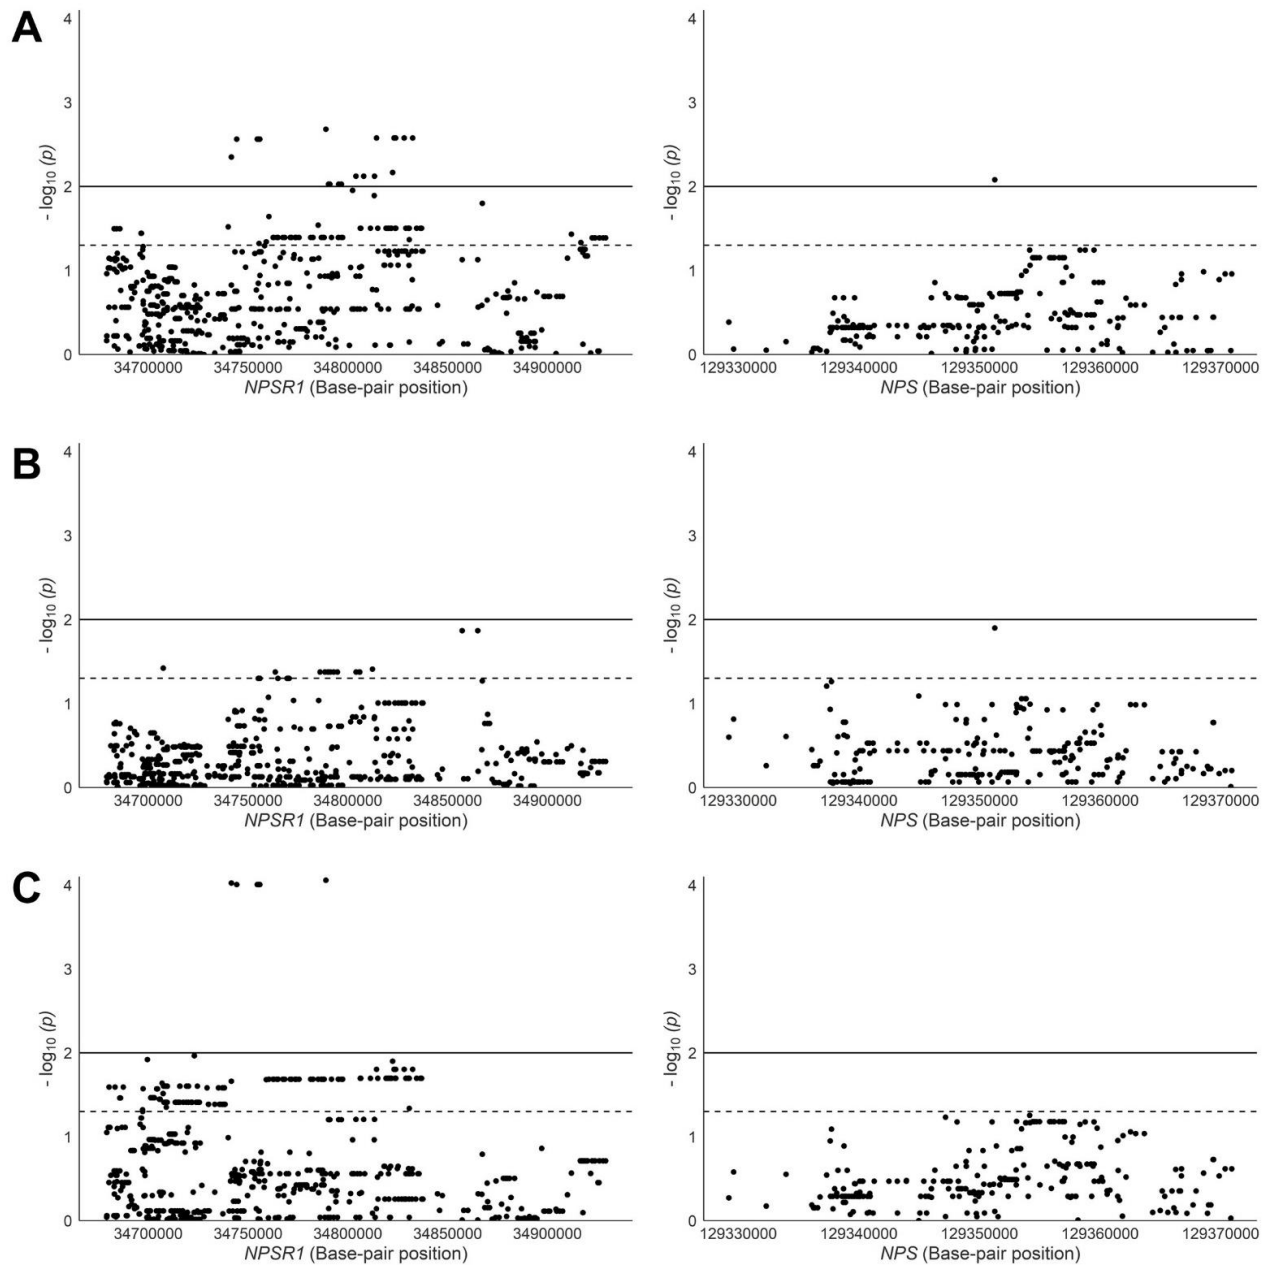 A
4
3
2
1
0
- log10 (p)
34700000 34750000 34800000 34850000 34900000
NPSR1 (Base-pair position)
4
3
2
1
0
- log10 (p)
129330000 129340000 129350000 129360000 129370000
NPS (Base-pair position)
B
4
3
2
1
0
- log10 (p)
34700000 34750000 34800000 34850000 34900000
NPSR1 (Base-pair position)
4
3
2
1
0
- log10 (p)
129330000 129340000 129350000 129360000 129370000
NPS (Base-pair position)
C
4
3
2
1
0
- log10 (p)
34700000 34750000 34800000 34850000 34900000
NPSR1 (Base-pair position)
4
3
2
1
0
- log10 (p)
129330000 129340000 129350000 129360000 129370000
NPS (Base-pair position)